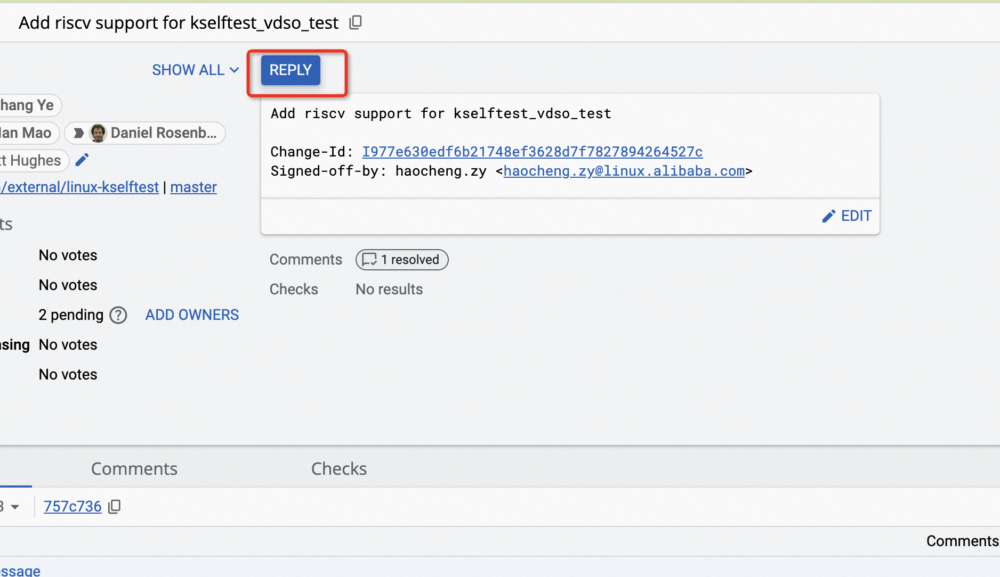 Add riscv support for kselftest_vdso_test
SHOW ALL
REPLY
hang Ye
Mao
Daniel Rosenb...
Hughes
/external/linux-kselftest | master
ts
No votes
No votes
2 pending ? ADD OWNERS
sing No votes
No votes
Add riscv support for kselftest_vdso_test
Change-Id: I977e630edf6b21748ef3628d7f7827894264527c
Signed-off-by: haocheng.zy <haocheng.zy@linux.alibaba.com>
EDIT
Comments 1 resolved
Checks No results
Comments Checks
3 757c736
Comments
essage